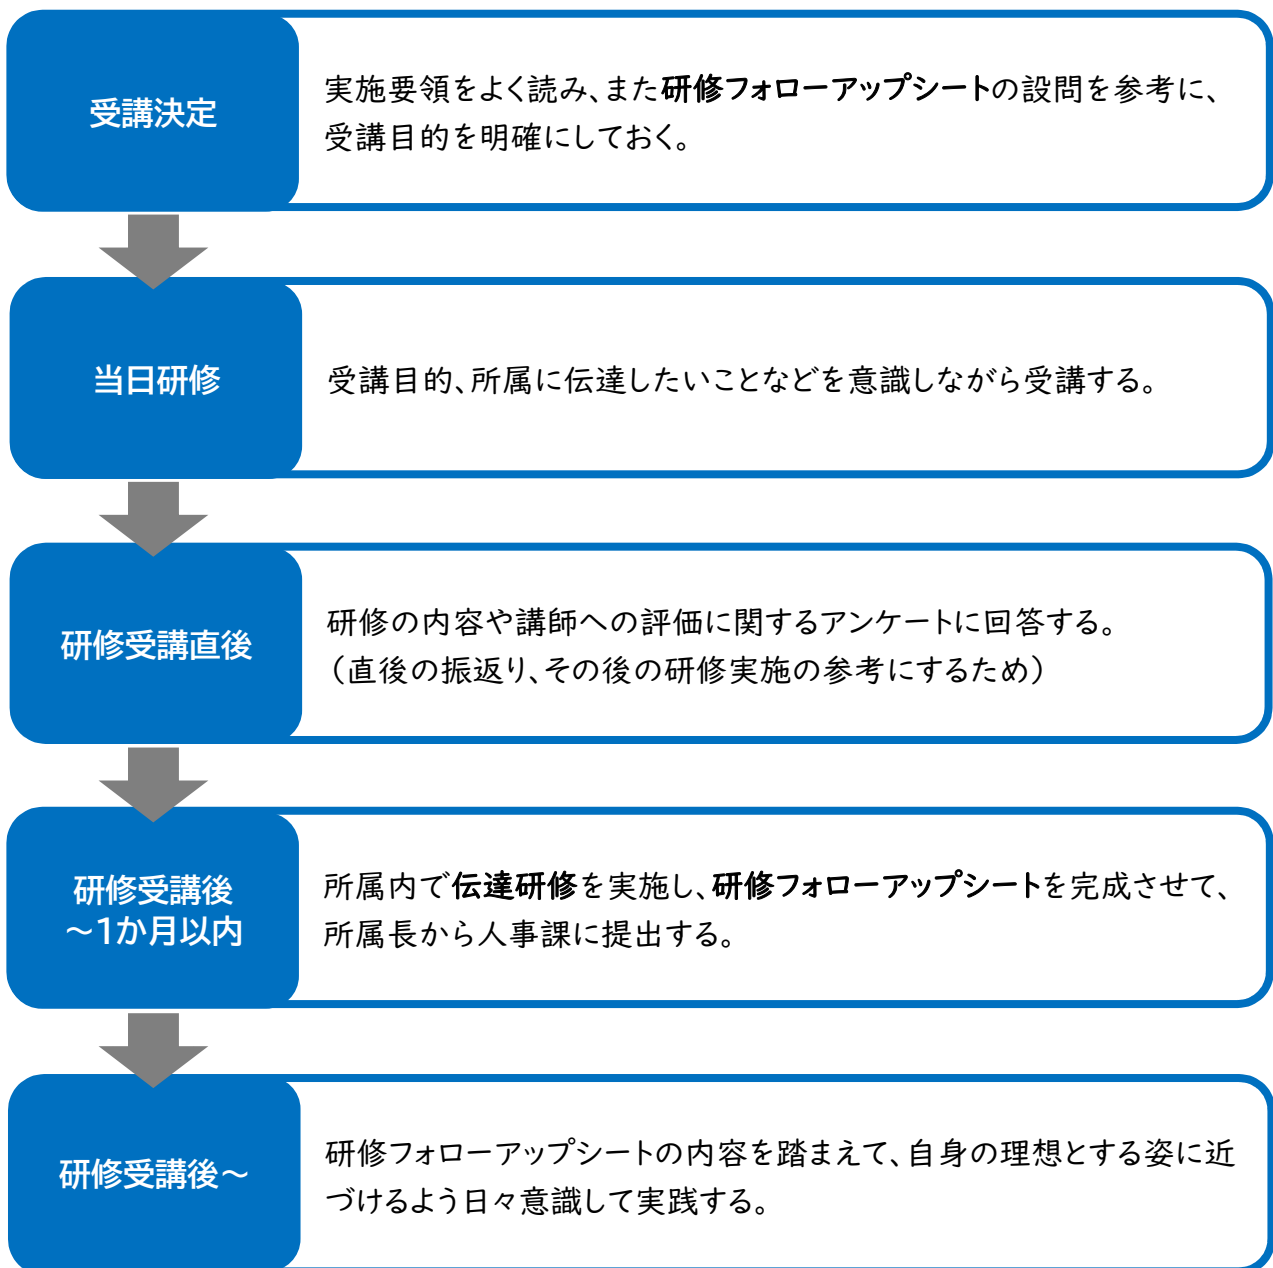 受講決定
実施要領をよく読み、また研修フォローアップシートの設問を参考に、
受講目的を明確にしておく。
当日研修
受講目的、所属に伝達したいことなどを意識しながら受講する。
研修受講直後
研修の内容や講師への評価に関するアンケートに回答する。
（直後の振返り、その後の研修実施の参考にするため）
研修受講後
～1か月以内
所属内で伝達研修を実施し、研修フォローアップシートを完成させて、
所属長から人事課に提出する。
研修受講後～
研修フォローアップシートの内容を踏まえて、自身の理想とする姿に近
づけるよう日々意識して実践する。